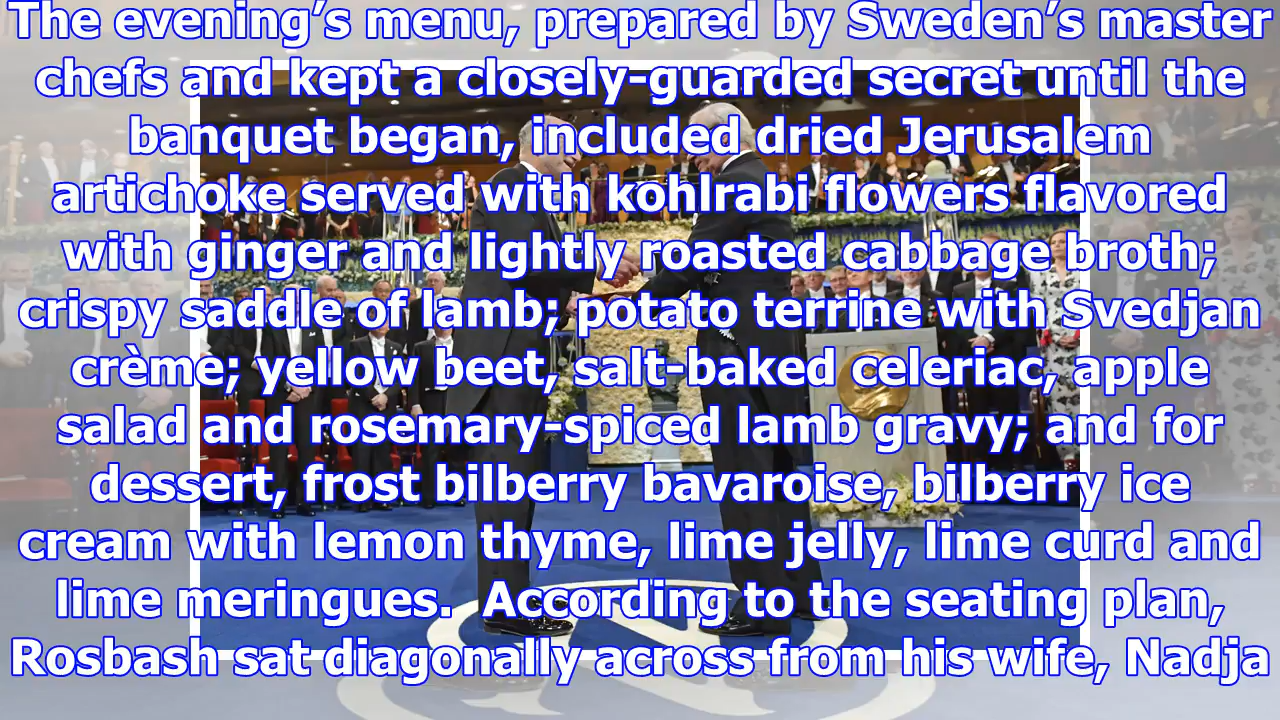 The evening’s menu, prepared by Sweden’s master
chefs and kept a closely-guarded secret until the
banquet began, included dried Jerusalem
artichoke served with kohlrabi flowers flavored
with ginger and lightly roasted cabbage broth;
crispy saddle of lamb; potato terrine with Svedjan
crème; yellow beet, salt-baked celeriac, apple
salad and rosemary-spiced lamb gravy; and for
dessert, frost bilberry bavaroise, bilberry ice
cream with lemon thyme, lime jelly, lime curd and
lime meringues.  According to the seating plan,
Rosbash sat diagonally across from his wife, Nadja